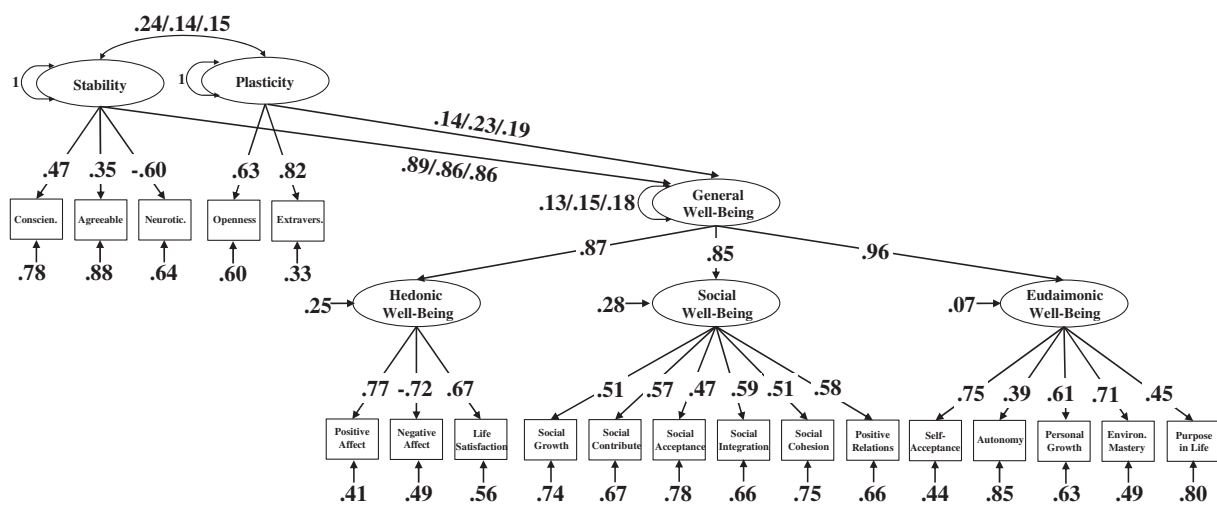 .24/.14/.15
1
Stability
1
Plasticity
.14/.23/.19
.89/.86/.86
.47 .35 -.60 .63 .82
Conscien. Agreeable Neurotic. Openness Extravers.
.78 .88 .64 .60 .33
.13/.15/.18
General
Well-Being
.87 .85 .96
.25
Hedonic
Well-Being
.28
Social
Well-Being
.07
Eudaimonic
Well-Being
.77 -.72 .67 .51 .57 .47 .59 .51 .58 .75 .39 .61 .71 .45
Positive
Affect
Negative
Affect
Life
Satisfaction
Social
Growth
Social
Contribute
Social
Acceptance
Social
Integration
Social
Cohesion
Positive
Relations
Self-
Acceptance
Autonomy
Personal
Growth
Environ.
Mastery
Purpose
in Life
.41 .49 .56 .74 .67 .78 .66 .75 .66 .44 .85 .63 .49 .80